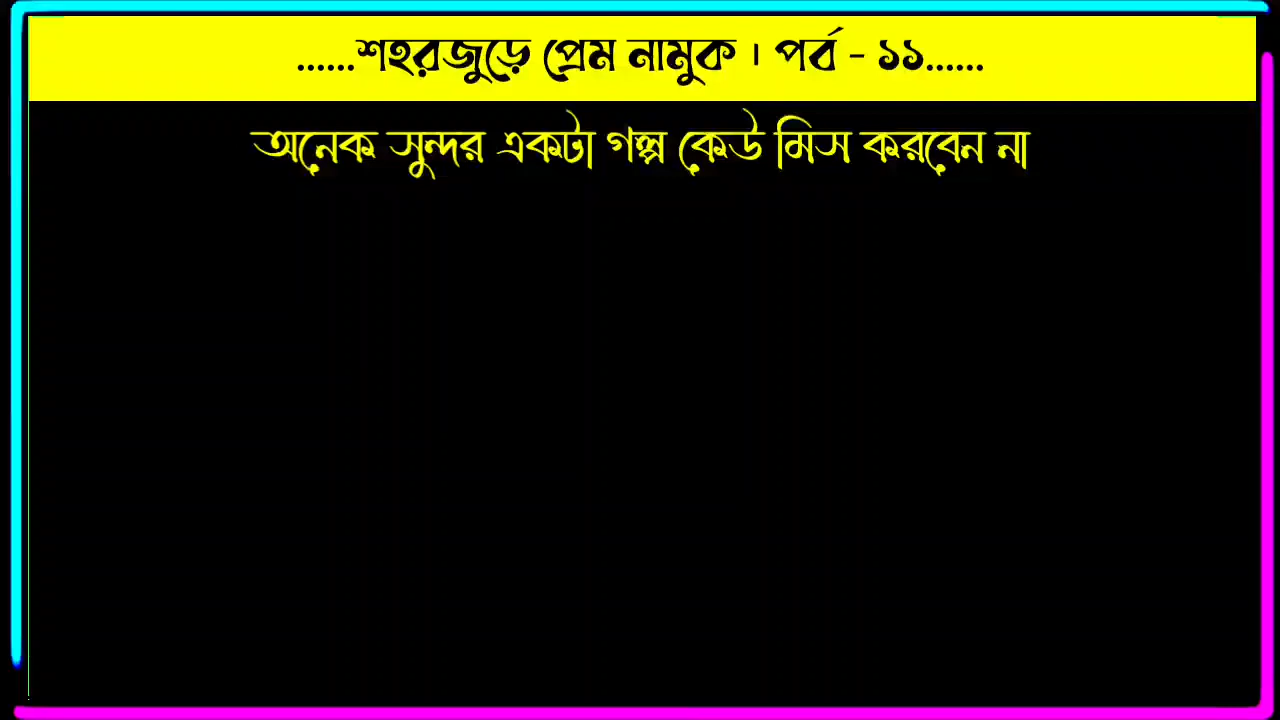 ......শহরজুড়ে প্রেম নামুক । পর্ব - ১১......
অনেক সুন্দর একটা গল্প কেউ মিস করবেন না